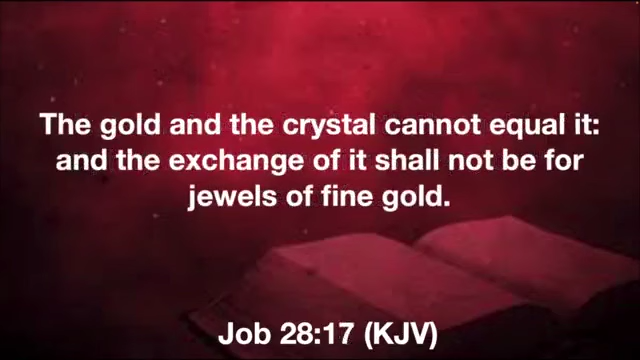 The gold and the crystal cannot equal it:
and the exchange of it shall not be for
jewels of fine gold.
Job 28:17 (KJV)